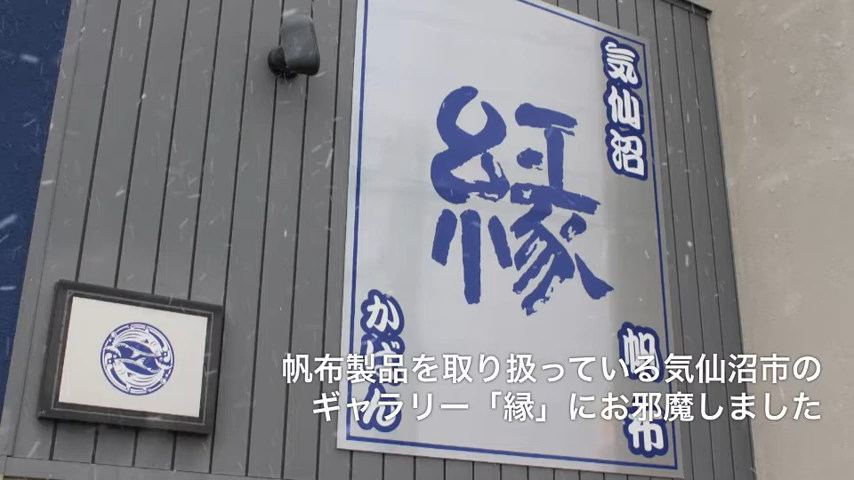 気仙沼
縁
帆布
かじん
帆布製品を取り扱っている気仙沼市の
ギャラリー「縁」にお邪魔しました